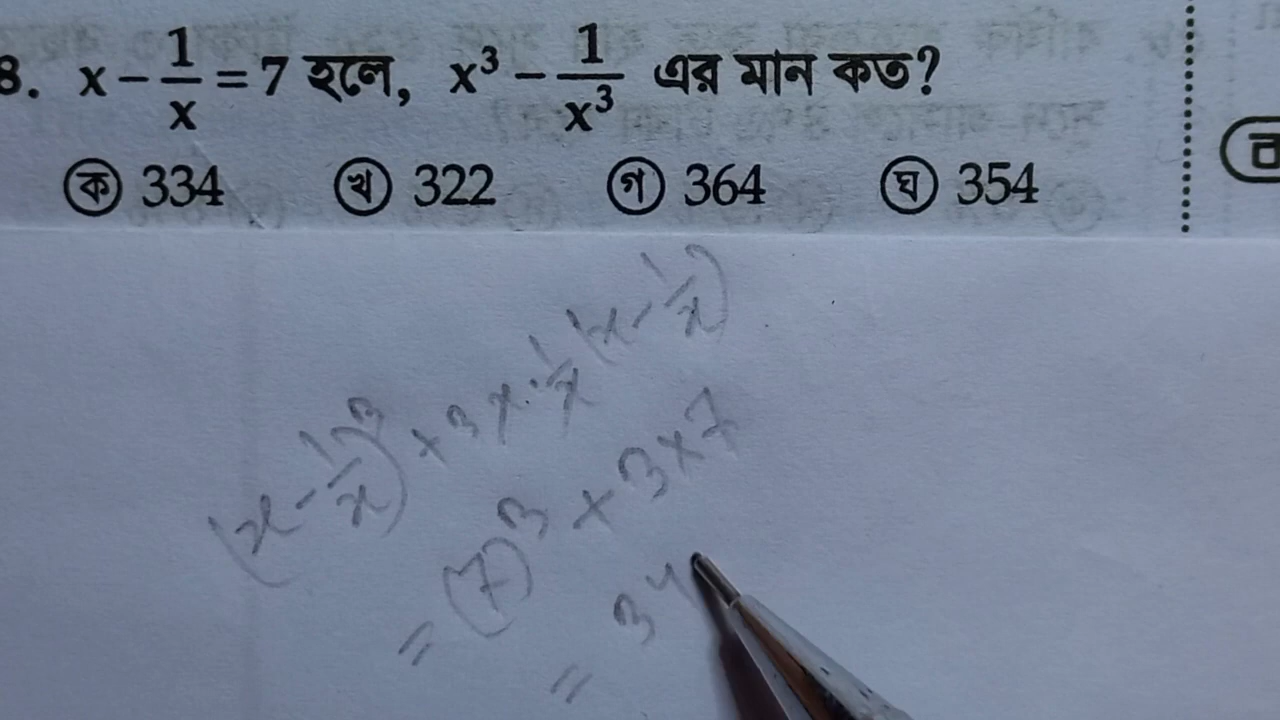 8. x - 1/x = 7 হলে, x³ - 1/x³ এর মান কত?
ক 334 খ 322 গ 364 ঘ 354
(x - 1/x)³ + 3x · 1/x (x - 1/x)
= (7)³ + 3×7
= 34